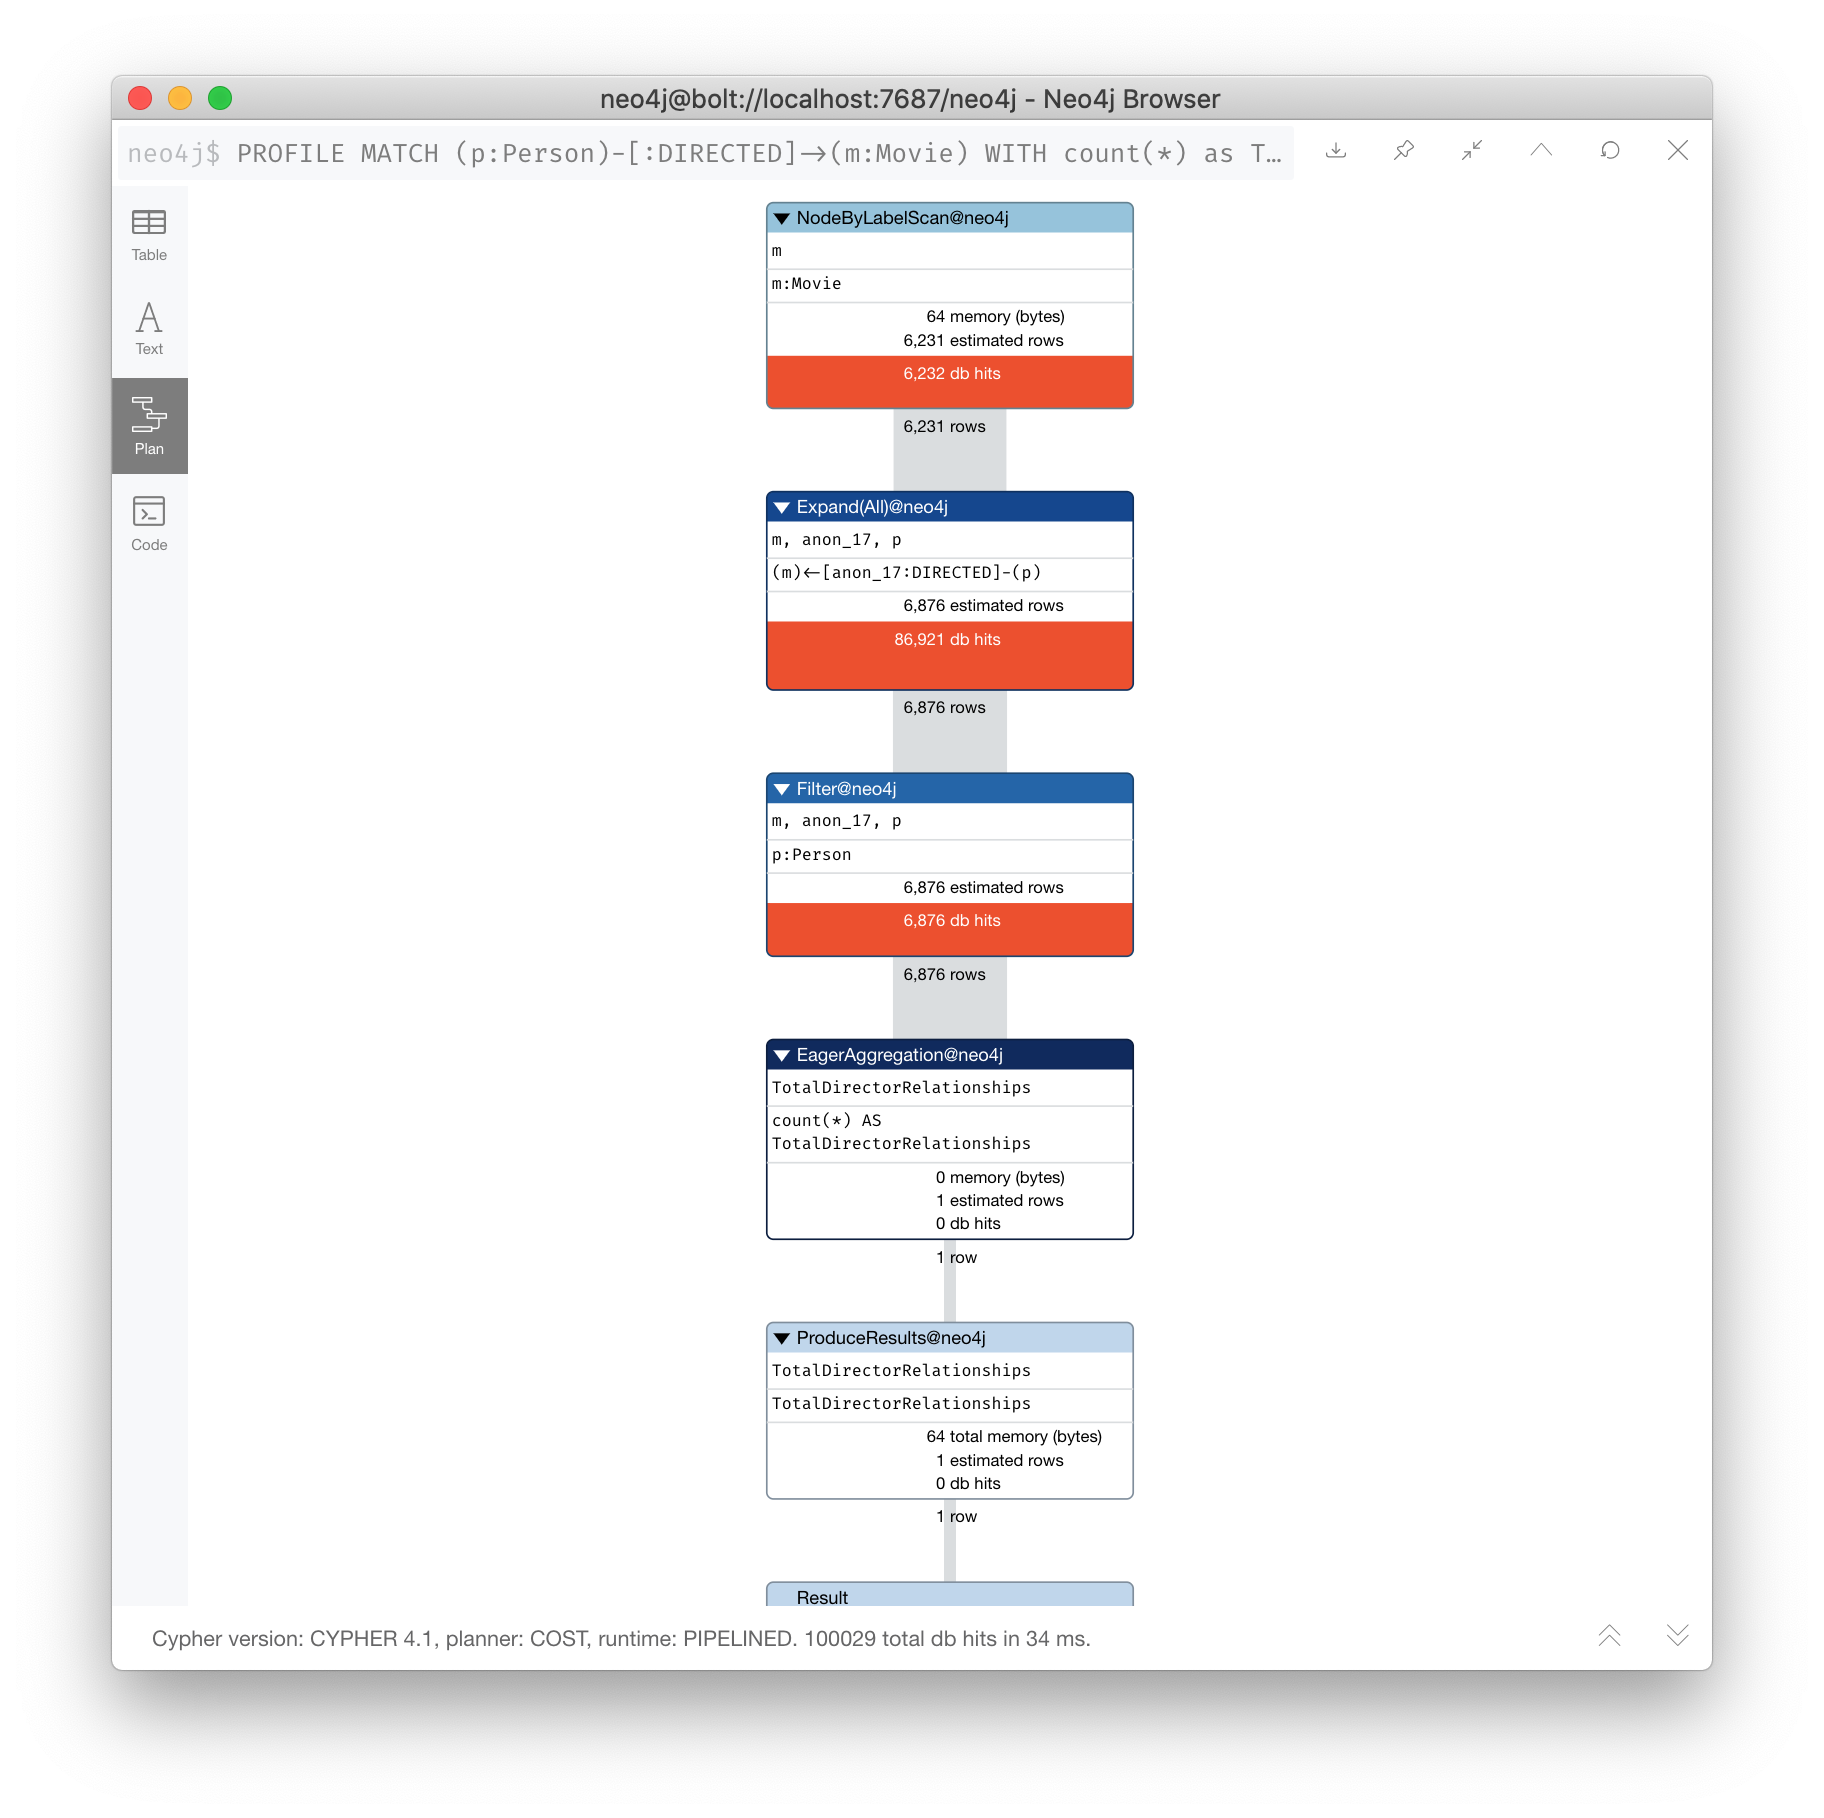 neo4j@bolt://localhost:7687/neo4j - Neo4j Browser
neo4j$ PROFILE MATCH (p:Person)-[:DIRECTED]->(m:Movie) WITH count(*) as T…
Table
Text
Plan
Code
NodeByLabelScan@neo4j
m
m:Movie
64 memory (bytes)
6,231 estimated rows
6,232 db hits
6,231 rows
Expand(All)@neo4j
m, anon_17, p
(m)<-[anon_17:DIRECTED]-(p)
6,876 estimated rows
86,921 db hits
6,876 rows
Filter@neo4j
m, anon_17, p
p:Person
6,876 estimated rows
6,876 db hits
6,876 rows
EagerAggregation@neo4j
TotalDirectorRelationships
count(*) AS
TotalDirectorRelationships
0 memory (bytes)
1 estimated rows
0 db hits
1 row
ProduceResults@neo4j
TotalDirectorRelationships
TotalDirectorRelationships
64 total memory (bytes)
1 estimated rows
0 db hits
1 row
Result
Cypher version: CYPHER 4.1, planner: COST, runtime: PIPELINED. 100029 total db hits in 34 ms.